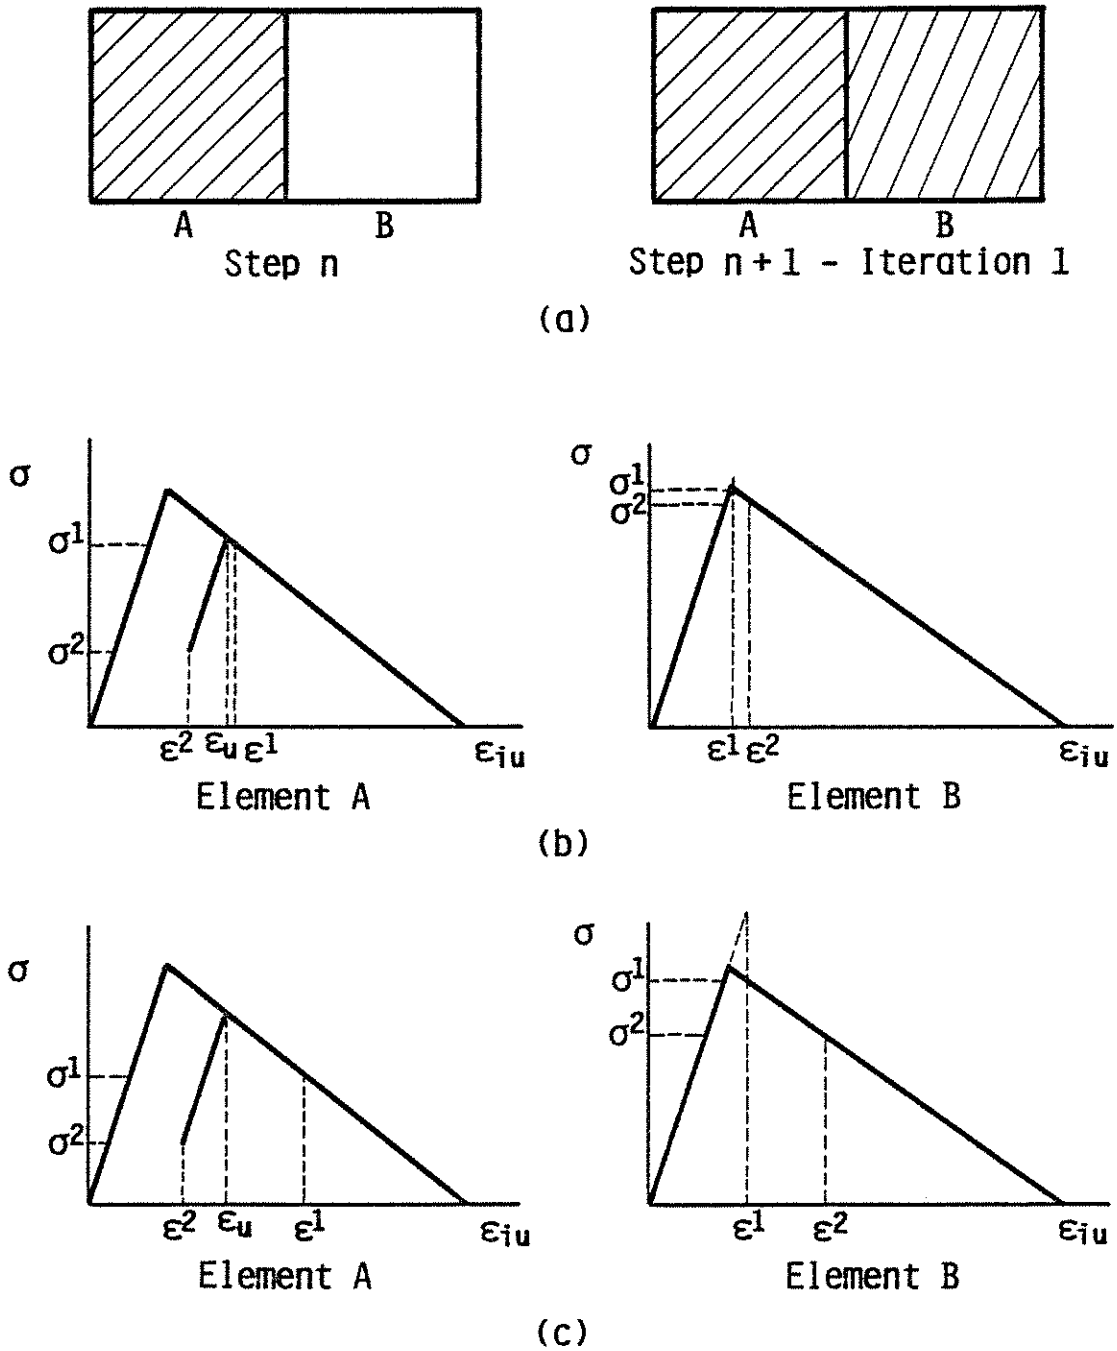 A B
Step n
A B
Step n + 1 - Iteration 1
(a)
σ
σ¹
σ²
ε² εu ε¹ εiu
Element A
σ
σ¹
σ²
ε¹ ε² εiu
Element B
(b)
σ
σ¹
σ²
ε² εu ε¹ εiu
Element A
σ
σ¹
σ²
ε¹ ε² εiu
Element B
(c)